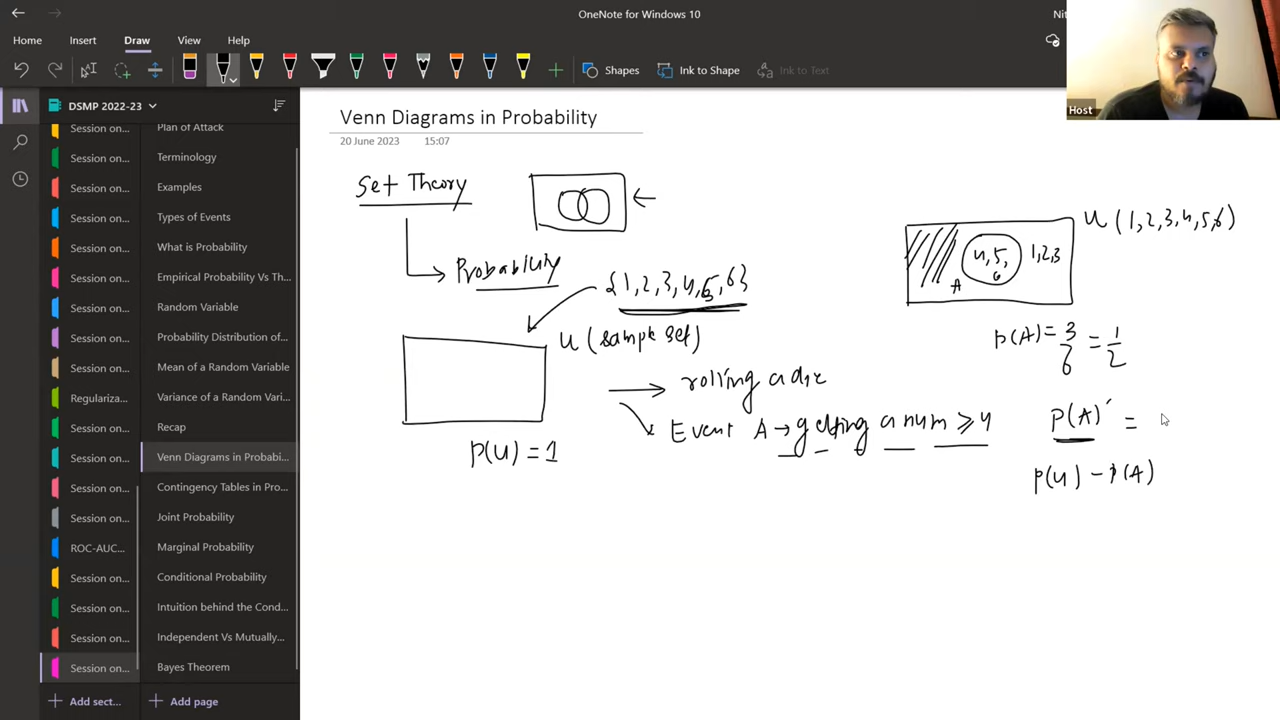 OneNote for Windows 10
Home Insert Draw View Help
Shapes Ink to Shape Ink to Text
DSMP 2022-23
Session on...
Session on...
Session on...
Session on...
Session on...
Session on...
Session on...
Session on...
Session on...
Regulariza...
Session on...
Session on...
Session on...
Session on...
ROC-AUC...
Session on...
Session on...
Session on...
Session on...
Add sect...
Plan of Attack
Terminology
Examples
Types of Events
What is Probability
Empirical Probability Vs Th...
Random Variable
Probability Distribution of...
Mean of a Random Variable
Variance of a Random Vari...
Recap
Venn Diagrams in Probabi...
Contingency Tables in Pro...
Joint Probability
Marginal Probability
Conditional Probability
Intuition behind the Cond...
Independent Vs Mutually...
Bayes Theorem
Add page
Host
Venn Diagrams in Probability
20 June 2023 15:07
Set Theory
Probability
{1,2,3,4,5,6}
U (sample set)
P(U) = 1
rolling a die
Event A → getting a num ≥ 4
U (1,2,3,4,5,6)
4,5, 1,2,3
6
A
P(A) = 3/6 = 1/2
P(A)′ =
P(U) − P(A)